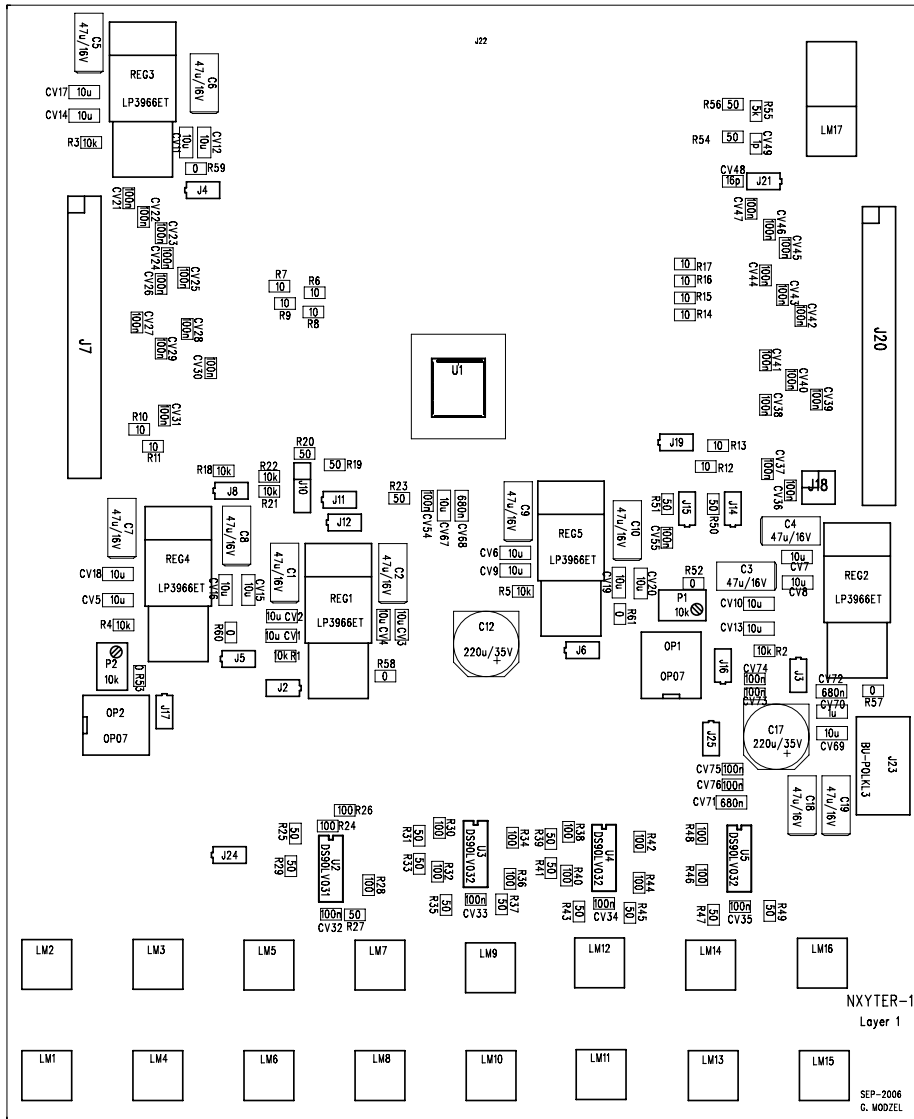 J22
C5
47u/16V
REG3
LP3966ET
C6
47u/16V
CV17 10u
CV14 10u
R3 10k
CV11 10u
CV12 10u
0 R59
J4
R56 50
R55 5k
R54 50
CV49 1p
LM17
CV48
16p
J21
CV21 100n
CV22 100n
CV23 100n
CV24 100n
CV25 100n
CV26 100n
CV27 100n
CV28 100n
CV29 100n
CV30 100n
CV31 100n
J7
R7
10
R6
10
10
R9
10
R8
10 R17
10 R16
10 R15
10 R14
CV47 100n
CV46 100n
CV45 100n
CV44 100n
CV43 100n
CV42 100n
CV41 100n
CV40 100n
CV39 100n
CV38 100n
CV37 100n
CV36 100n
J20
U1
R10
10
10
R11
R20
50
50 R19
R18 10k
R22
10k
10k
R21
J8
J10
J11
J12
R23
50
100n CV54
10u CV67
680n CV68
J19
10 R13
10
R12
J18
R51 50
J15
50 R50
J14
CV55 100n
C7
47u/16V
REG4
LP3966ET
C8
47u/16V
C1
47u/16V
REG1
LP3966ET
C2
47u/16V
C9
47u/16V
REG5
LP3966ET
C10
47u/16V
C4
47u/16V
C3
47u/16V
REG2
LP3966ET
10u
CV7
10u
CV8
CV18 10u
CV5 10u
R4 10k
CV16 10u
CV15 10u
R60 0
10u CV2
10u CV1
10k R1
10u CV4
10u CV3
R58
0
CV6 10u
CV9 10u
R5 10k
CV19 10u
CV20 10u
0 R61
R52
0
P1
10k
CV10 10u
CV13 10u
10k R2
P2
10k
0 R53
J5
J2
J17
OP2
OP07
C12
220u/35V
+
J6
OP1
OP07
J16
CV74
100n
100n
CV73
J3
CV72
680n
CV70
1u
10u
CV69
0
R57
J25
C17
220u/35V
+
J23
BU-POLKL3
CV75 100n
CV76 100n
CV71 680n
C18
47u/16V
C19
47u/16V
100 R26
100
R24
R25 50
R29 50
U2
DS90LV031
100 R28
100n
CV32
50
R27
J24
R31 50
R30 100
R33 50
R32 100
U3
DS90LV032
100 R34
100 R36
R35 50
100n
CV33
50 R37
R39 50
R38 100
R41 50
R40 100
U4
DS90LV032
100 R42
100 R44
R43 50
100n
CV34
50 R45
R48 100
R46 100
U5
DS90LV032
R47 50
100n
CV35
50 R49
LM2
LM3
LM5
LM7
LM9
LM12
LM14
LM16
NXYTER-1
Layer 1
LM1
LM4
LM6
LM8
LM10
LM11
LM13
LM15
SEP-2006
G. MODZEL